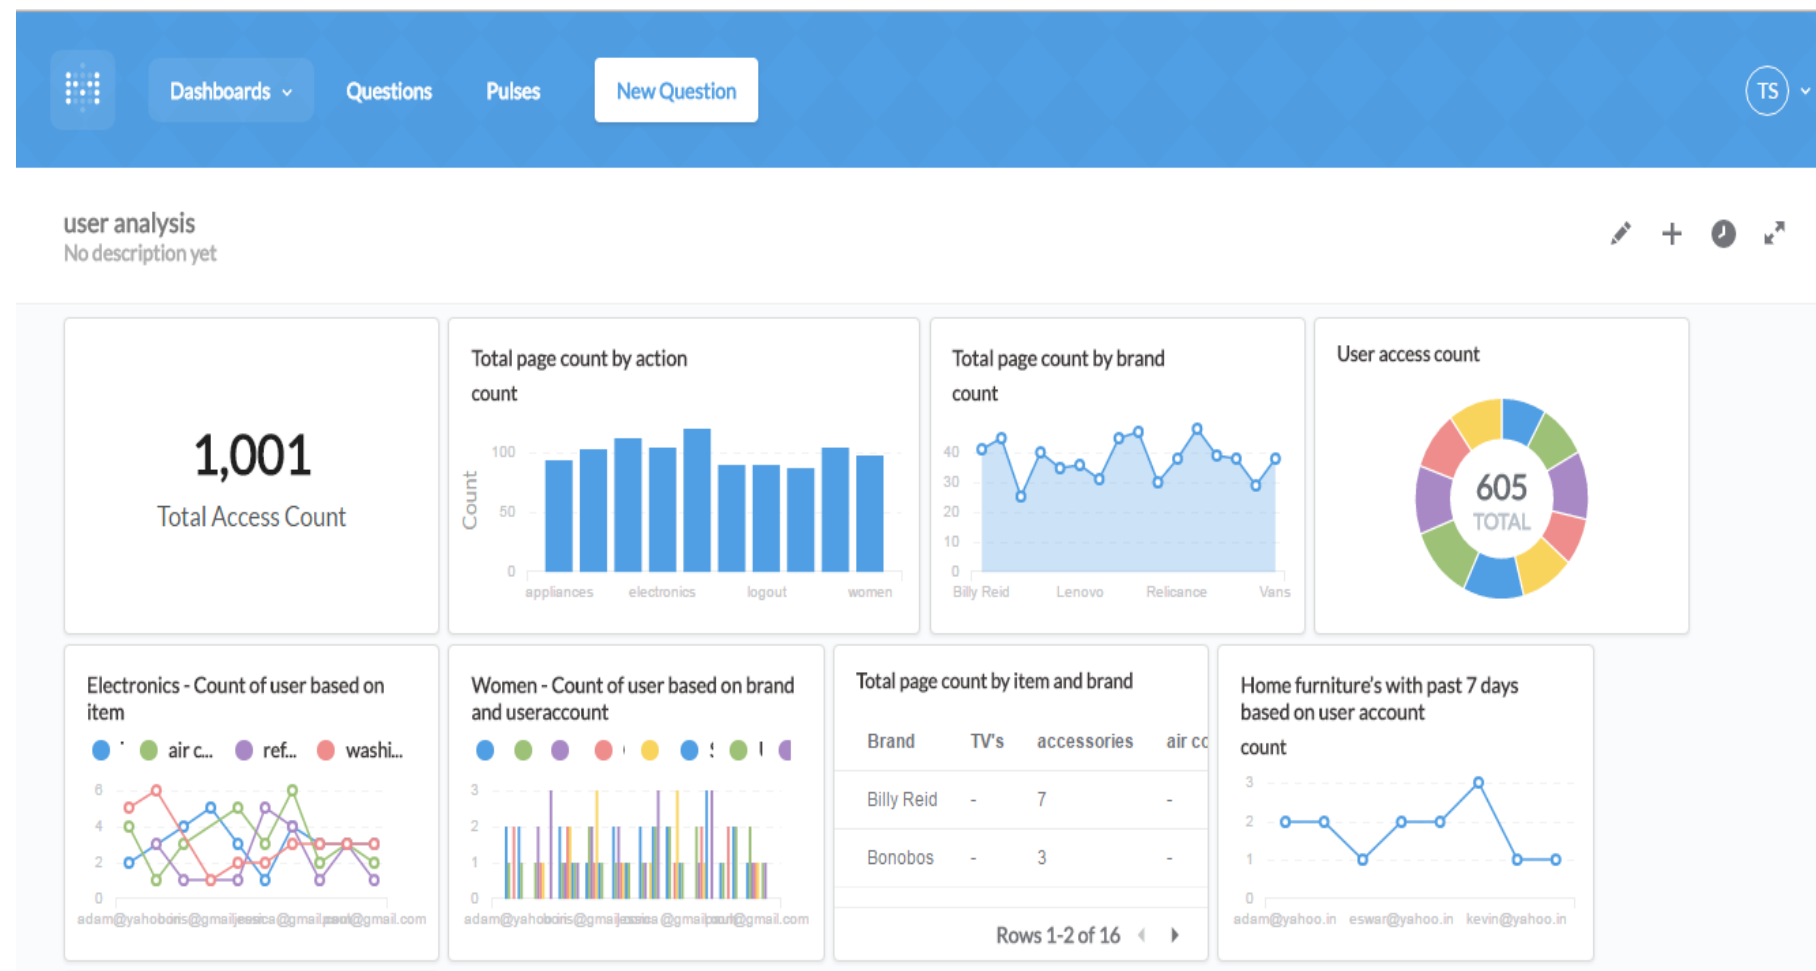 Dashboards
Questions
Pulses
New Question
TS
user analysis
No description yet
1,001
Total Access Count
Total page count by action
count
Count
100
50
0
appliances electronics logout women
Total page count by brand
count
40
30
20
10
0
Billy Reid Lenovo Relicance Vans
User access count
605
TOTAL
Electronics - Count of user based on
item
air c... ref... washi...
6
4
2
0
Women - Count of user based on brand
and useraccount
3
2
1
0
Total page count by item and brand
Brand TV's accessories air co
Billy Reid - 7 -
Bonobos - 3 -
Rows 1-2 of 16
Home furniture's with past 7 days
based on user account
count
3
2
1
0
adam@yahoo.in eswar@yahoo.in kevin@yahoo.in